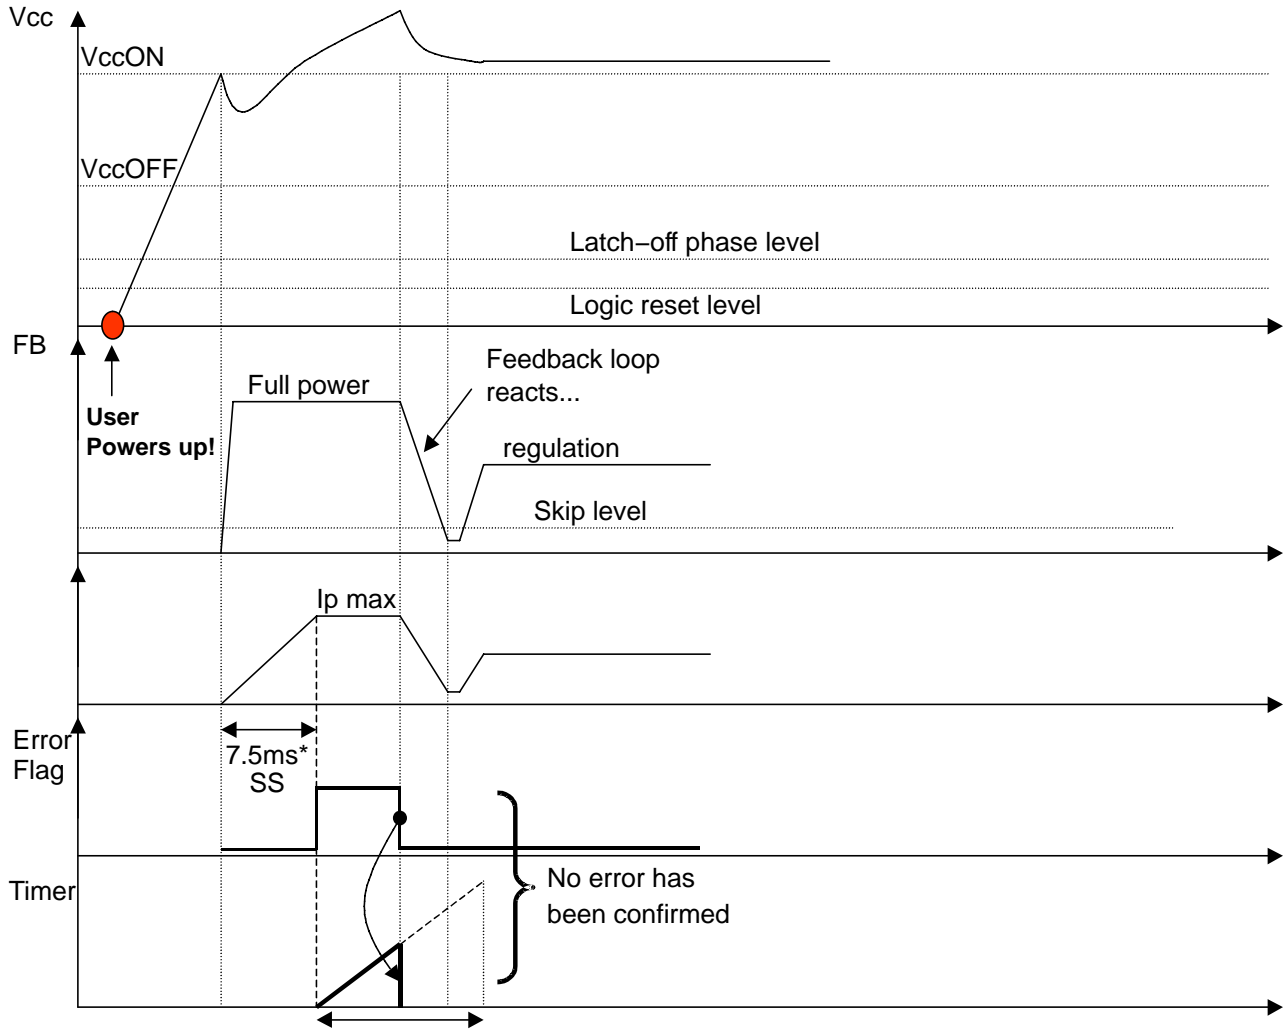 Vcc
VccON
VccOFF
Latch−off phase level
Logic reset level
FB
User
Powers up!
Full power
Feedback loop
reacts...
regulation
Skip level
Ip max
Error
Flag
7.5ms*
SS
Timer
No error has
been confirmed